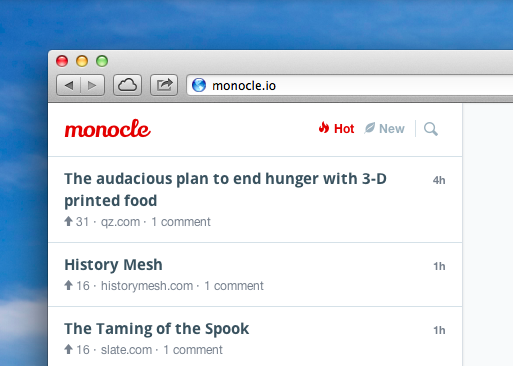 monocle.io
monocle
Hot
New
The audacious plan to end hunger with 3-D
printed food
4h
31 · qz.com · 1 comment
History Mesh
1h
16 · historymesh.com · 1 comment
The Taming of the Spook
1h
16 · slate.com · 1 comment